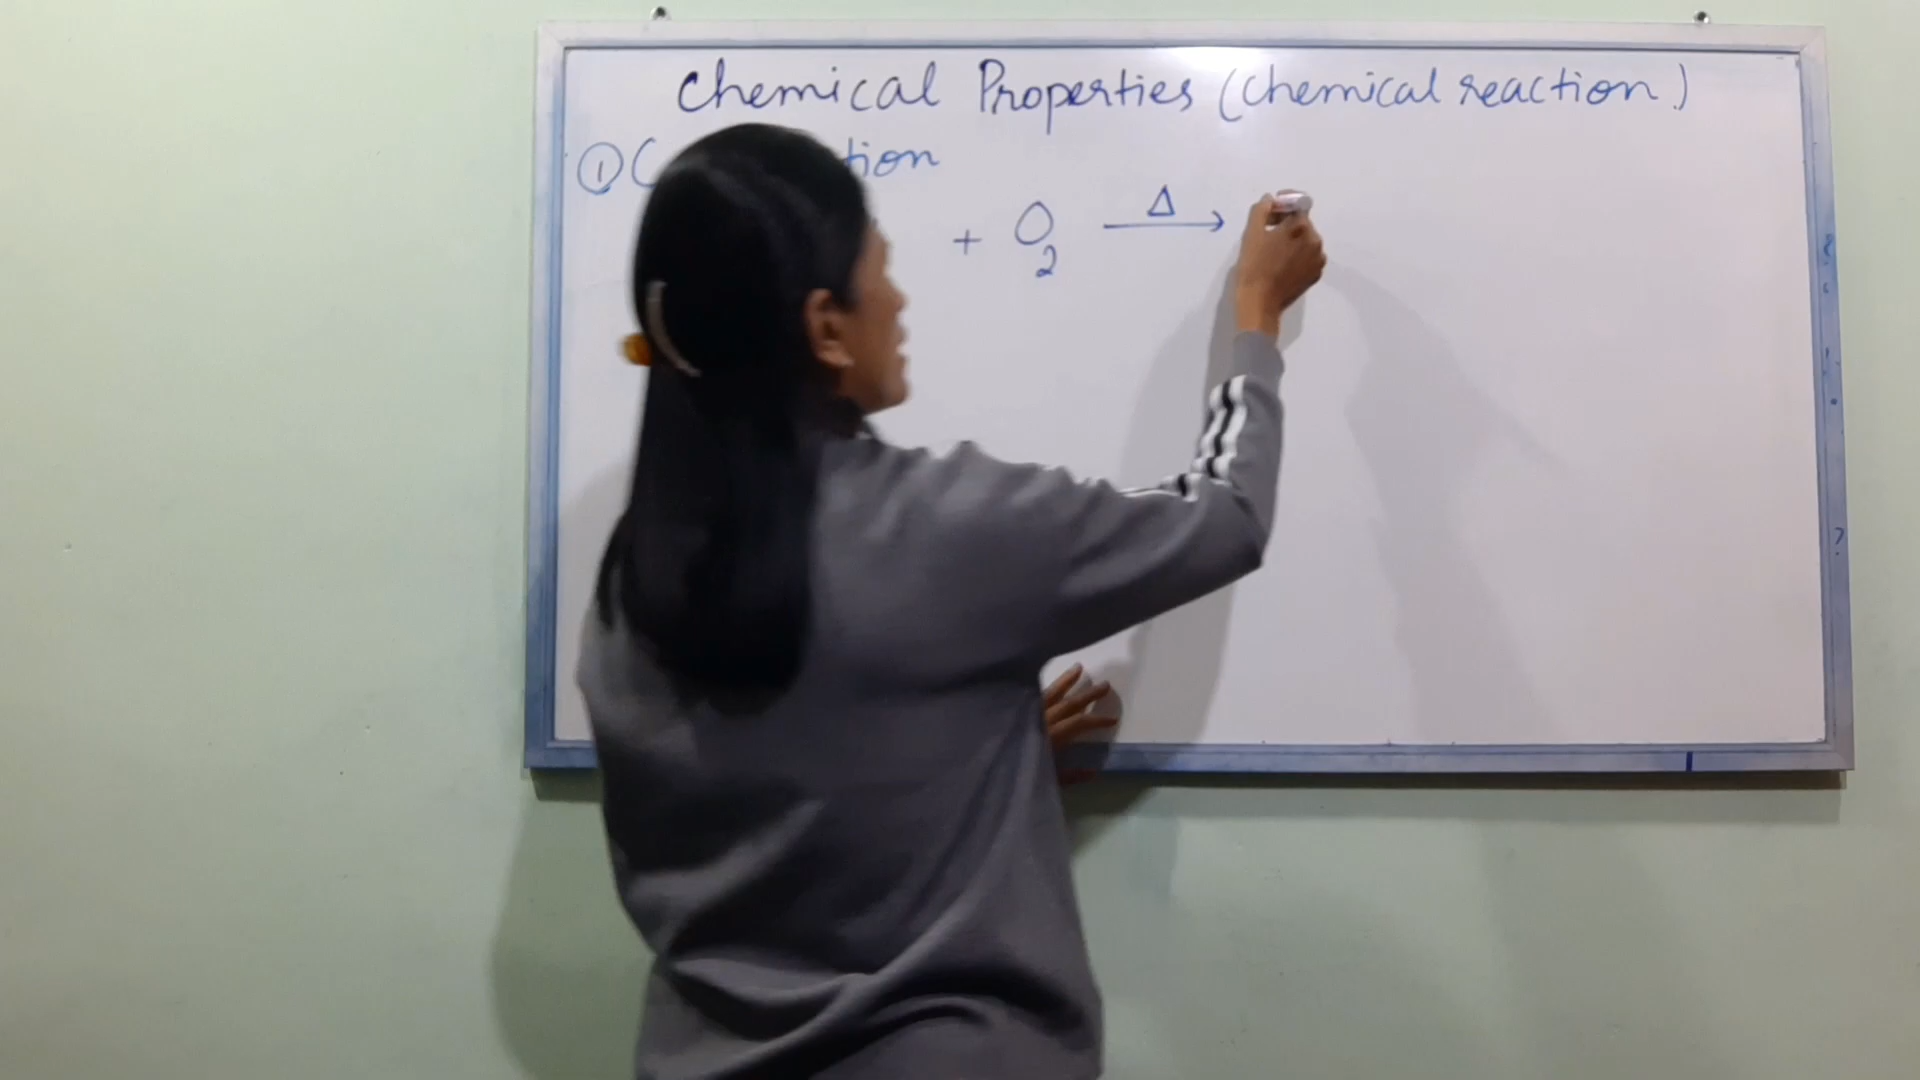 Chemical Properties (Chemical reaction)
① C tion
+ O₂ Δ →